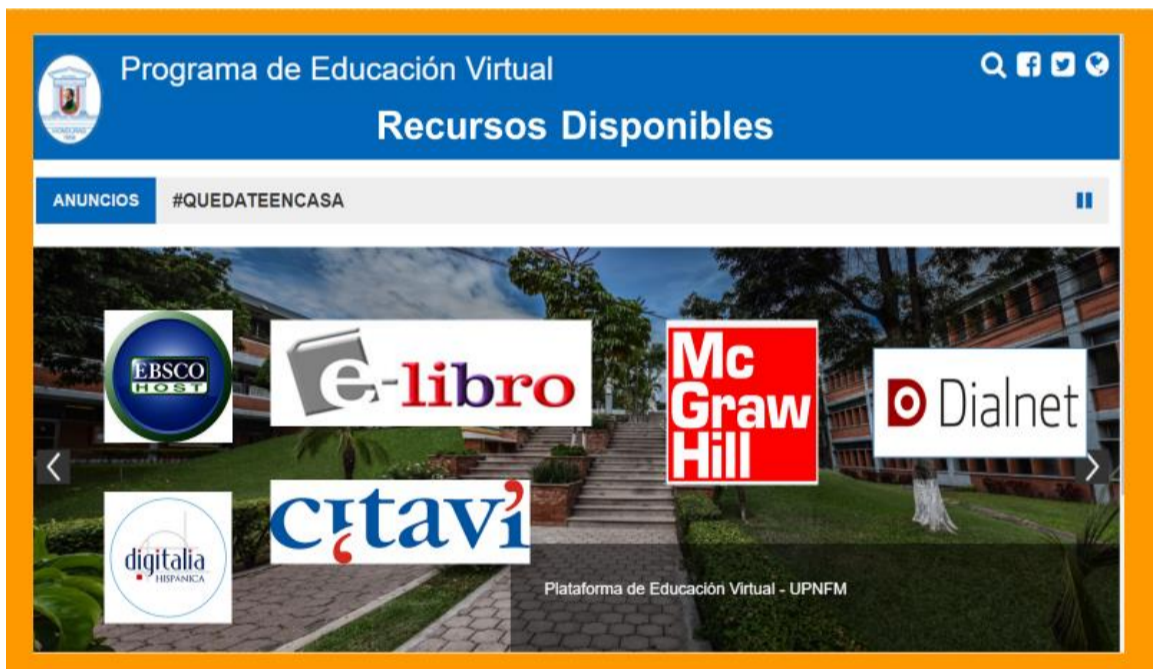 Programa de Educación Virtual
Recursos Disponibles
ANUNCIOS #QUEDATEENCASA
EBSCO
HOST
e-libro
Mc
Graw
Hill
Dialnet
digitalia
HISPÁNICA
citavi
Plataforma de Educación Virtual - UPNFM